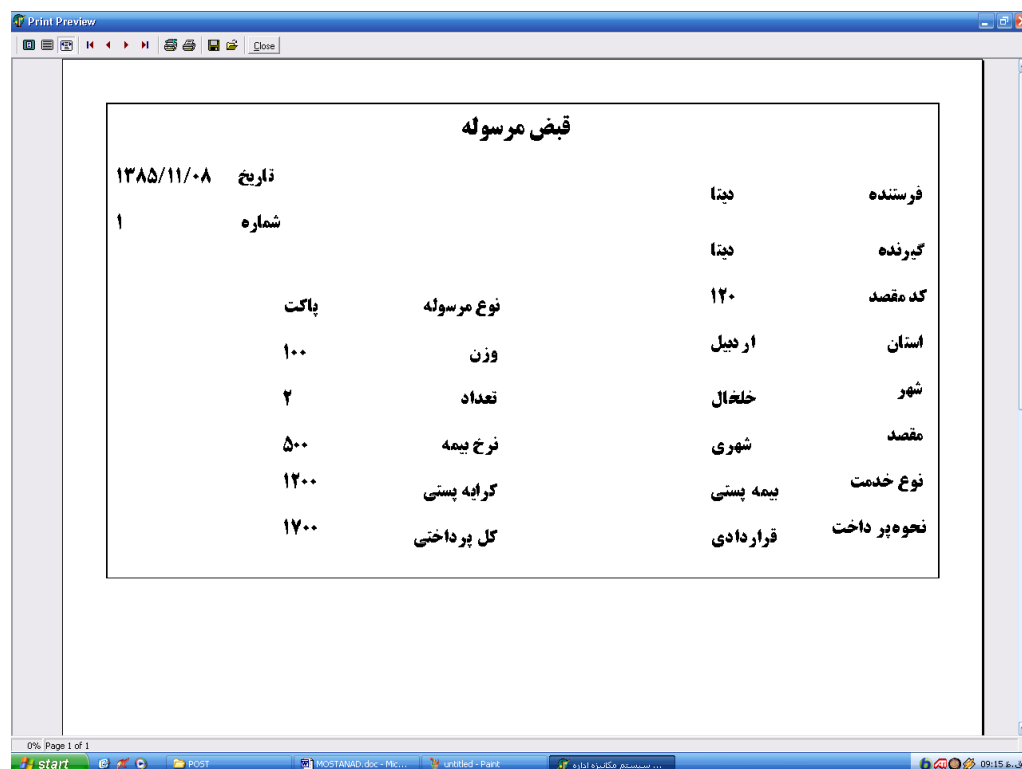 Print Preview
Close
قبض مرسوله
تاریخ ۱۳۸۵/۱۱/۰۸
فرستنده دیتا
شماره ۱
گیرنده دیتا
کد مقصد ۱۲۰
نوع مرسوله پاکت
استان اردبیل
وزن ۱۰۰
شهر خلخال
تعداد ۲
مقصد شهری
نرخ بیمه ۵۰۰
نوع خدمت بیمه پستی
کرایه پستی ۱۲۰۰
نحوه پرداخت قراردادی
کل پرداختی ۱۷۰۰
0% Page 1 of 1
start POST MOSTANAD.doc - Mic... untitled - Paint سیستم مکانیزه اداره ... 09:15 ق.ظ